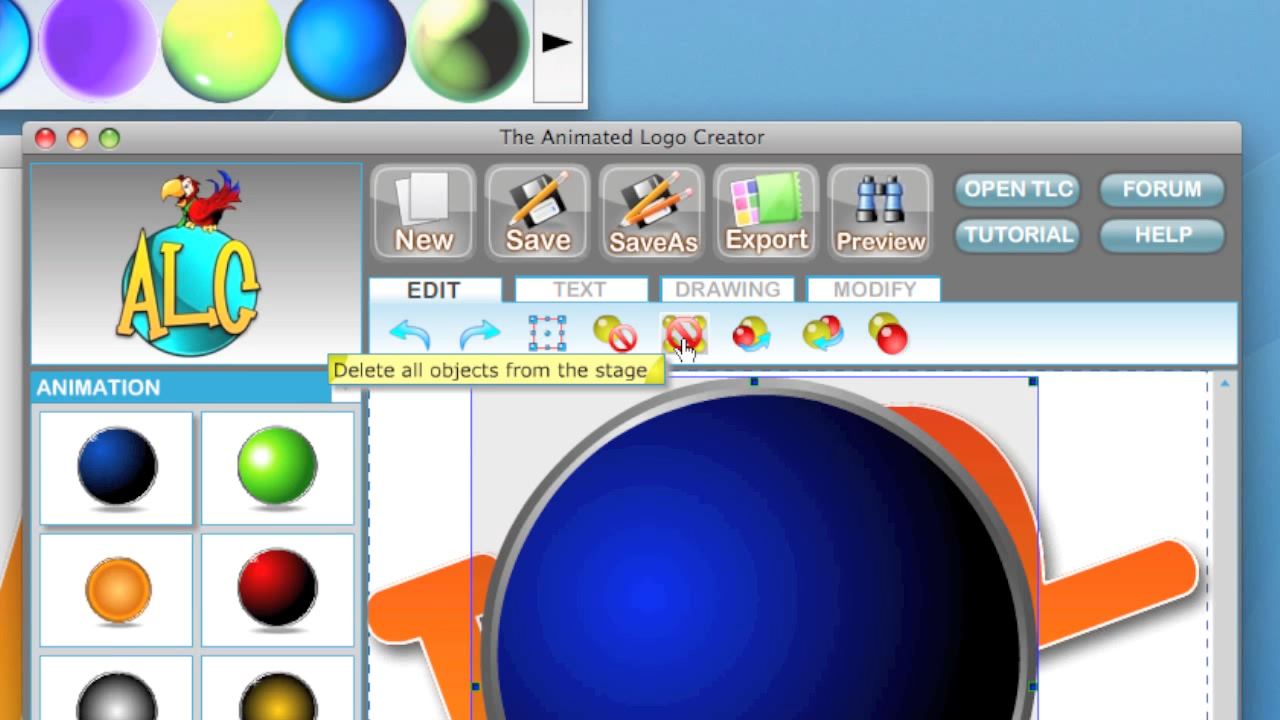 The Animated Logo Creator
ALC
New
Save
SaveAs
Export
Preview
OPEN TLC
FORUM
TUTORIAL
HELP
EDIT
TEXT
DRAWING
MODIFY
Delete all objects from the stage
ANIMATION